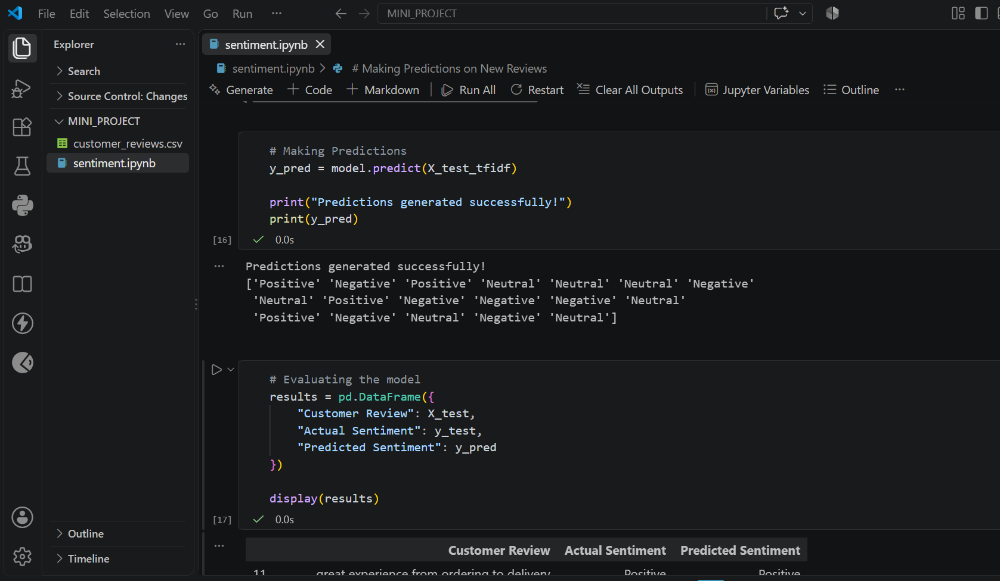 File Edit Selection View Go Run ··· MINI_PROJECT
Explorer ···
Search
Source Control: Changes
MINI_PROJECT
customer_reviews.csv
sentiment.ipynb
Outline
Timeline
sentiment.ipynb
sentiment.ipynb > # Making Predictions on New Reviews
Generate + Code + Markdown | Run All Restart Clear All Outputs | Jupyter Variables Outline ···
# Making Predictions
y_pred = model.predict(X_test_tfidf)
print("Predictions generated successfully!")
print(y_pred)
[16] 0.0s
Predictions generated successfully!
['Positive' 'Negative' 'Positive' 'Neutral' 'Neutral' 'Neutral' 'Negative'
'Neutral' 'Positive' 'Negative' 'Negative' 'Negative' 'Neutral'
'Positive' 'Negative' 'Neutral' 'Negative' 'Neutral']
# Evaluating the model
results = pd.DataFrame({
"Customer Review": X_test,
"Actual Sentiment": y_test,
"Predicted Sentiment": y_pred
})
display(results)
[17] 0.0s
Customer Review Actual Sentiment Predicted Sentiment
11 great experience from ordering to delivery Positive Positive